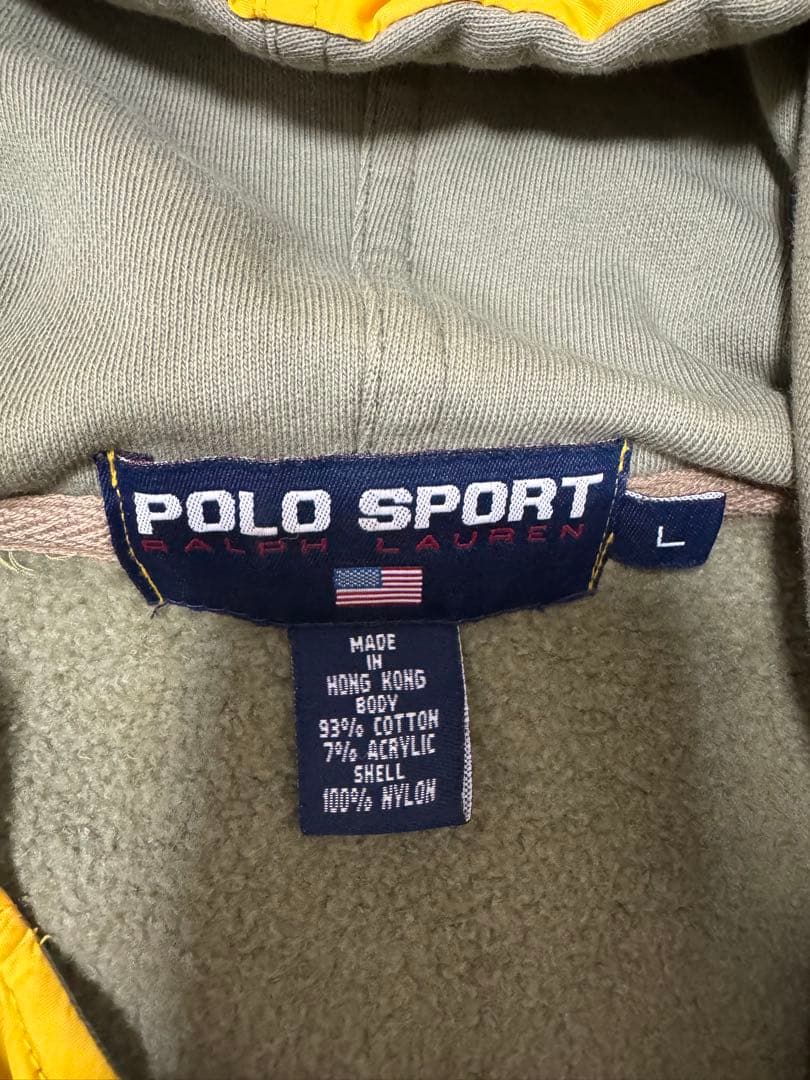 POLO SPORT
RALPH LAUREN
L
MADE
IN
HONG KONG
BODY
93% COTTON
7% ACRYLIC
SHELL
100% NYLON